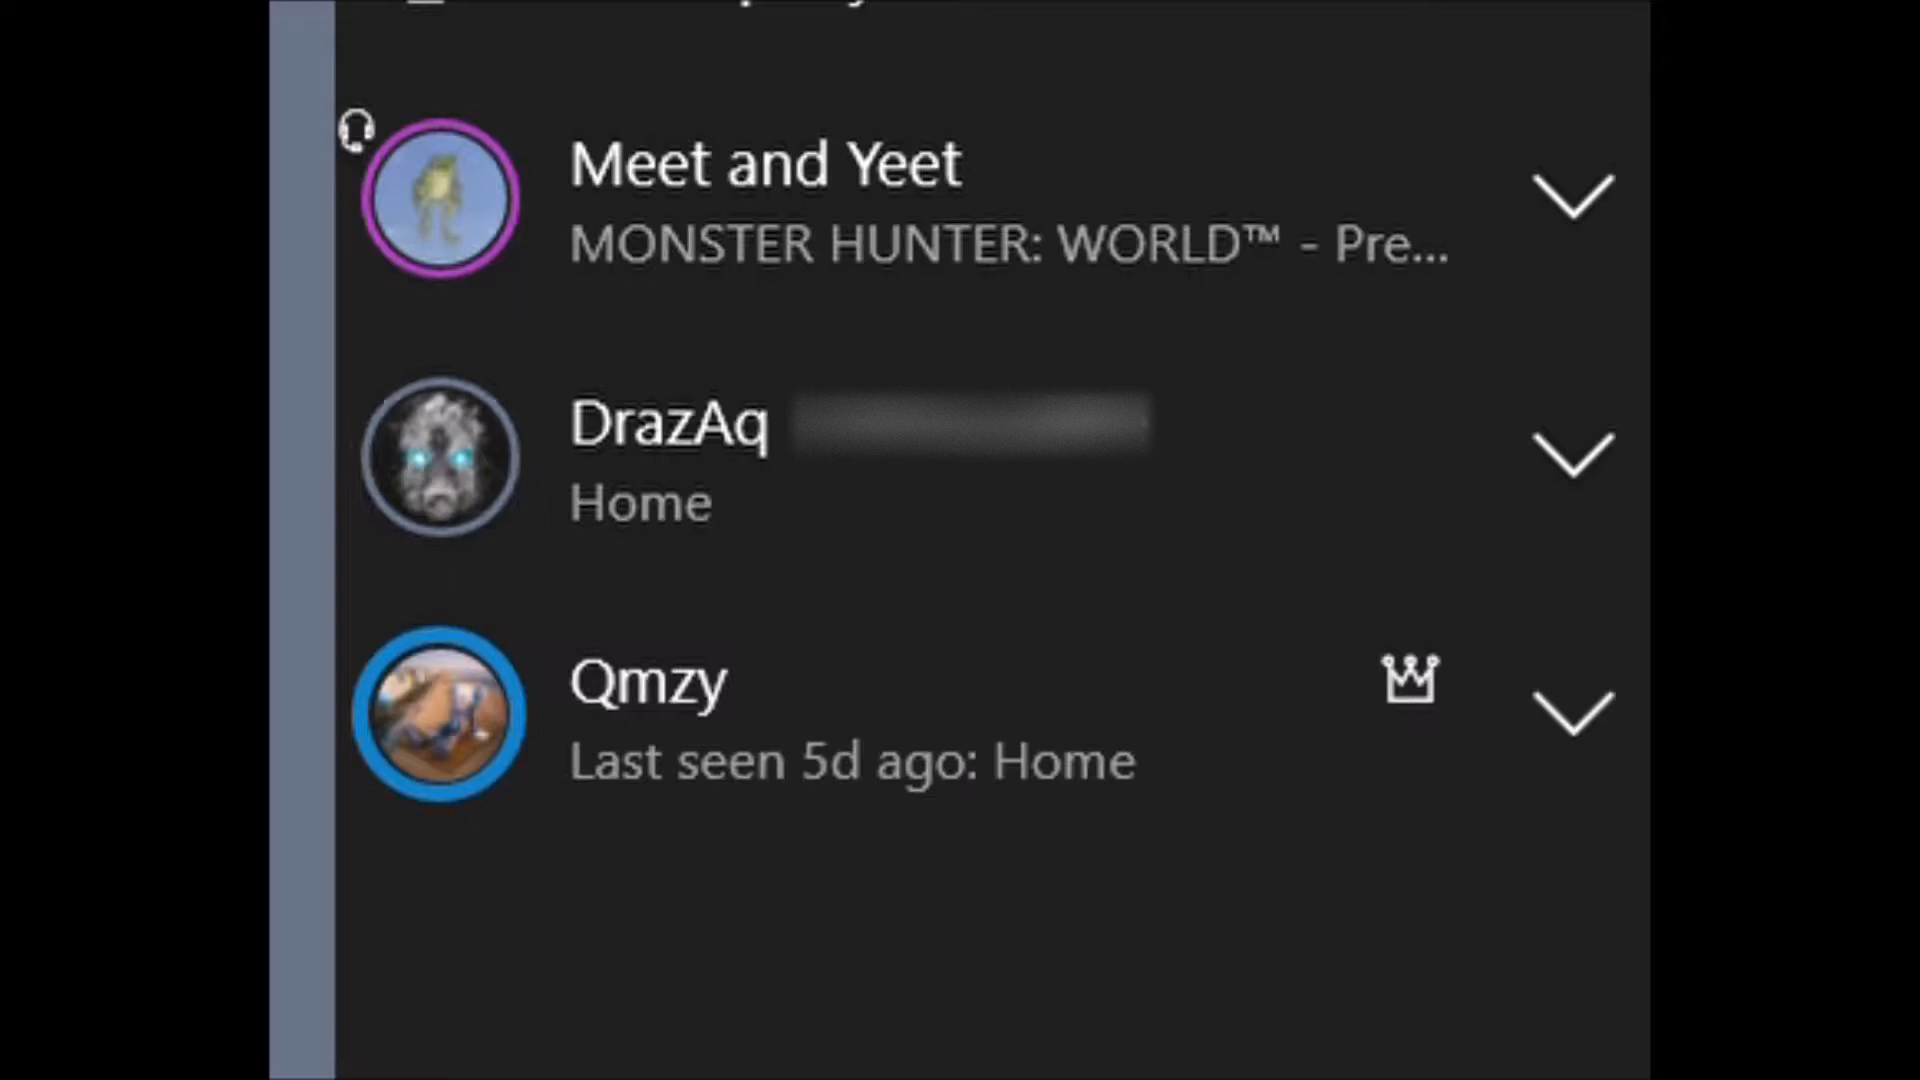 Meet and Yeet
MONSTER HUNTER: WORLD™ - Pre...
DrazAq
Home
Qmzy
Last seen 5d ago: Home